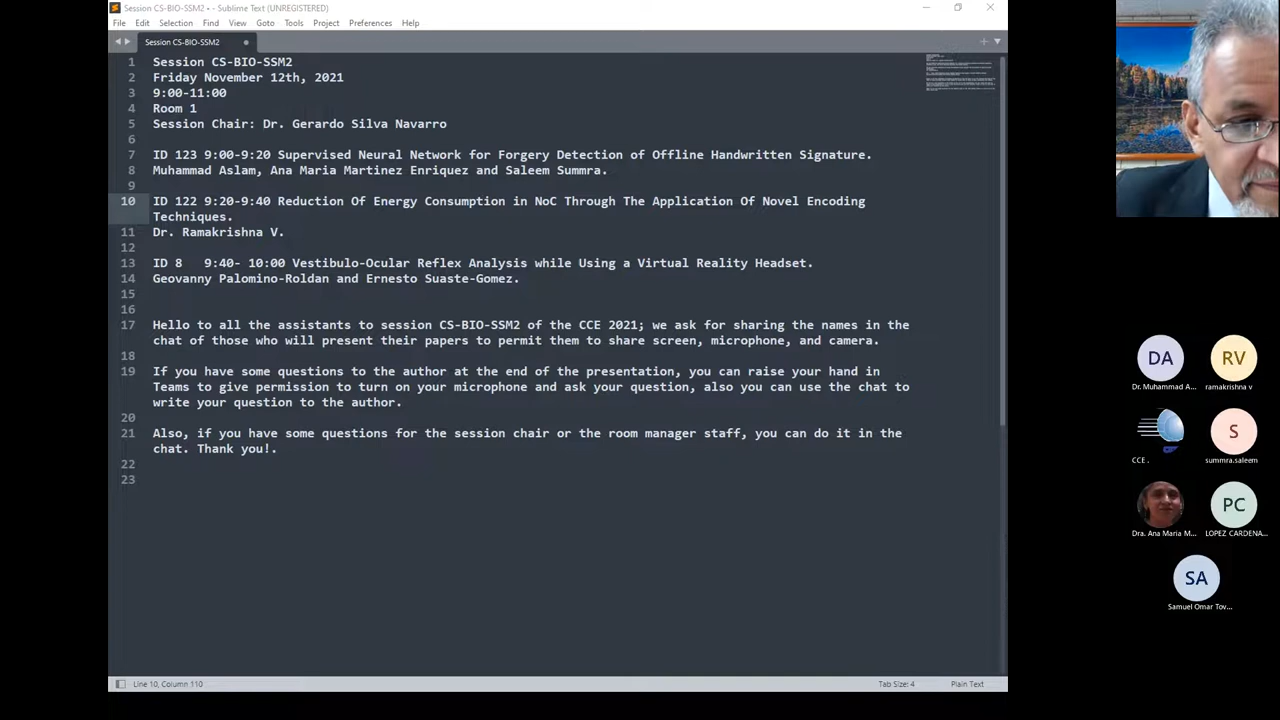 Session CS-BIO-SSM2 • - Sublime Text (UNREGISTERED)
File Edit Selection Find View Goto Tools Project Preferences Help
Session CS-BIO-SSM2
1 Session CS-BIO-SSM2
2 Friday November 12th, 2021
3 9:00-11:00
4 Room 1
5 Session Chair: Dr. Gerardo Silva Navarro
6
7 ID 123 9:00-9:20 Supervised Neural Network for Forgery Detection of Offline Handwritten Signature.
8 Muhammad Aslam, Ana Maria Martinez Enriquez and Saleem Summra.
9
10 ID 122 9:20-9:40 Reduction Of Energy Consumption in NoC Through The Application Of Novel Encoding
Techniques.
11 Dr. Ramakrishna V.
12
13 ID 8 9:40- 10:00 Vestibulo-Ocular Reflex Analysis while Using a Virtual Reality Headset.
14 Geovanny Palomino-Roldan and Ernesto Suaste-Gomez.
15
16
17 Hello to all the assistants to session CS-BIO-SSM2 of the CCE 2021; we ask for sharing the names in the
chat of those who will present their papers to permit them to share screen, microphone, and camera.
18
19 If you have some questions to the author at the end of the presentation, you can raise your hand in
Teams to give permission to turn on your microphone and ask your question, also you can use the chat to
write your question to the author.
20
21 Also, if you have some questions for the session chair or the room manager staff, you can do it in the
chat. Thank you!.
22
23
Line 10, Column 110
Tab Size: 4
Plain Text
DA
Dr. Muhammad A...
RV
ramakrishna v
CCE .
S
summra.saleem
Dra. Ana Maria M...
PC
LOPEZ CARDENA...
SA
Samuel Omar Tov...